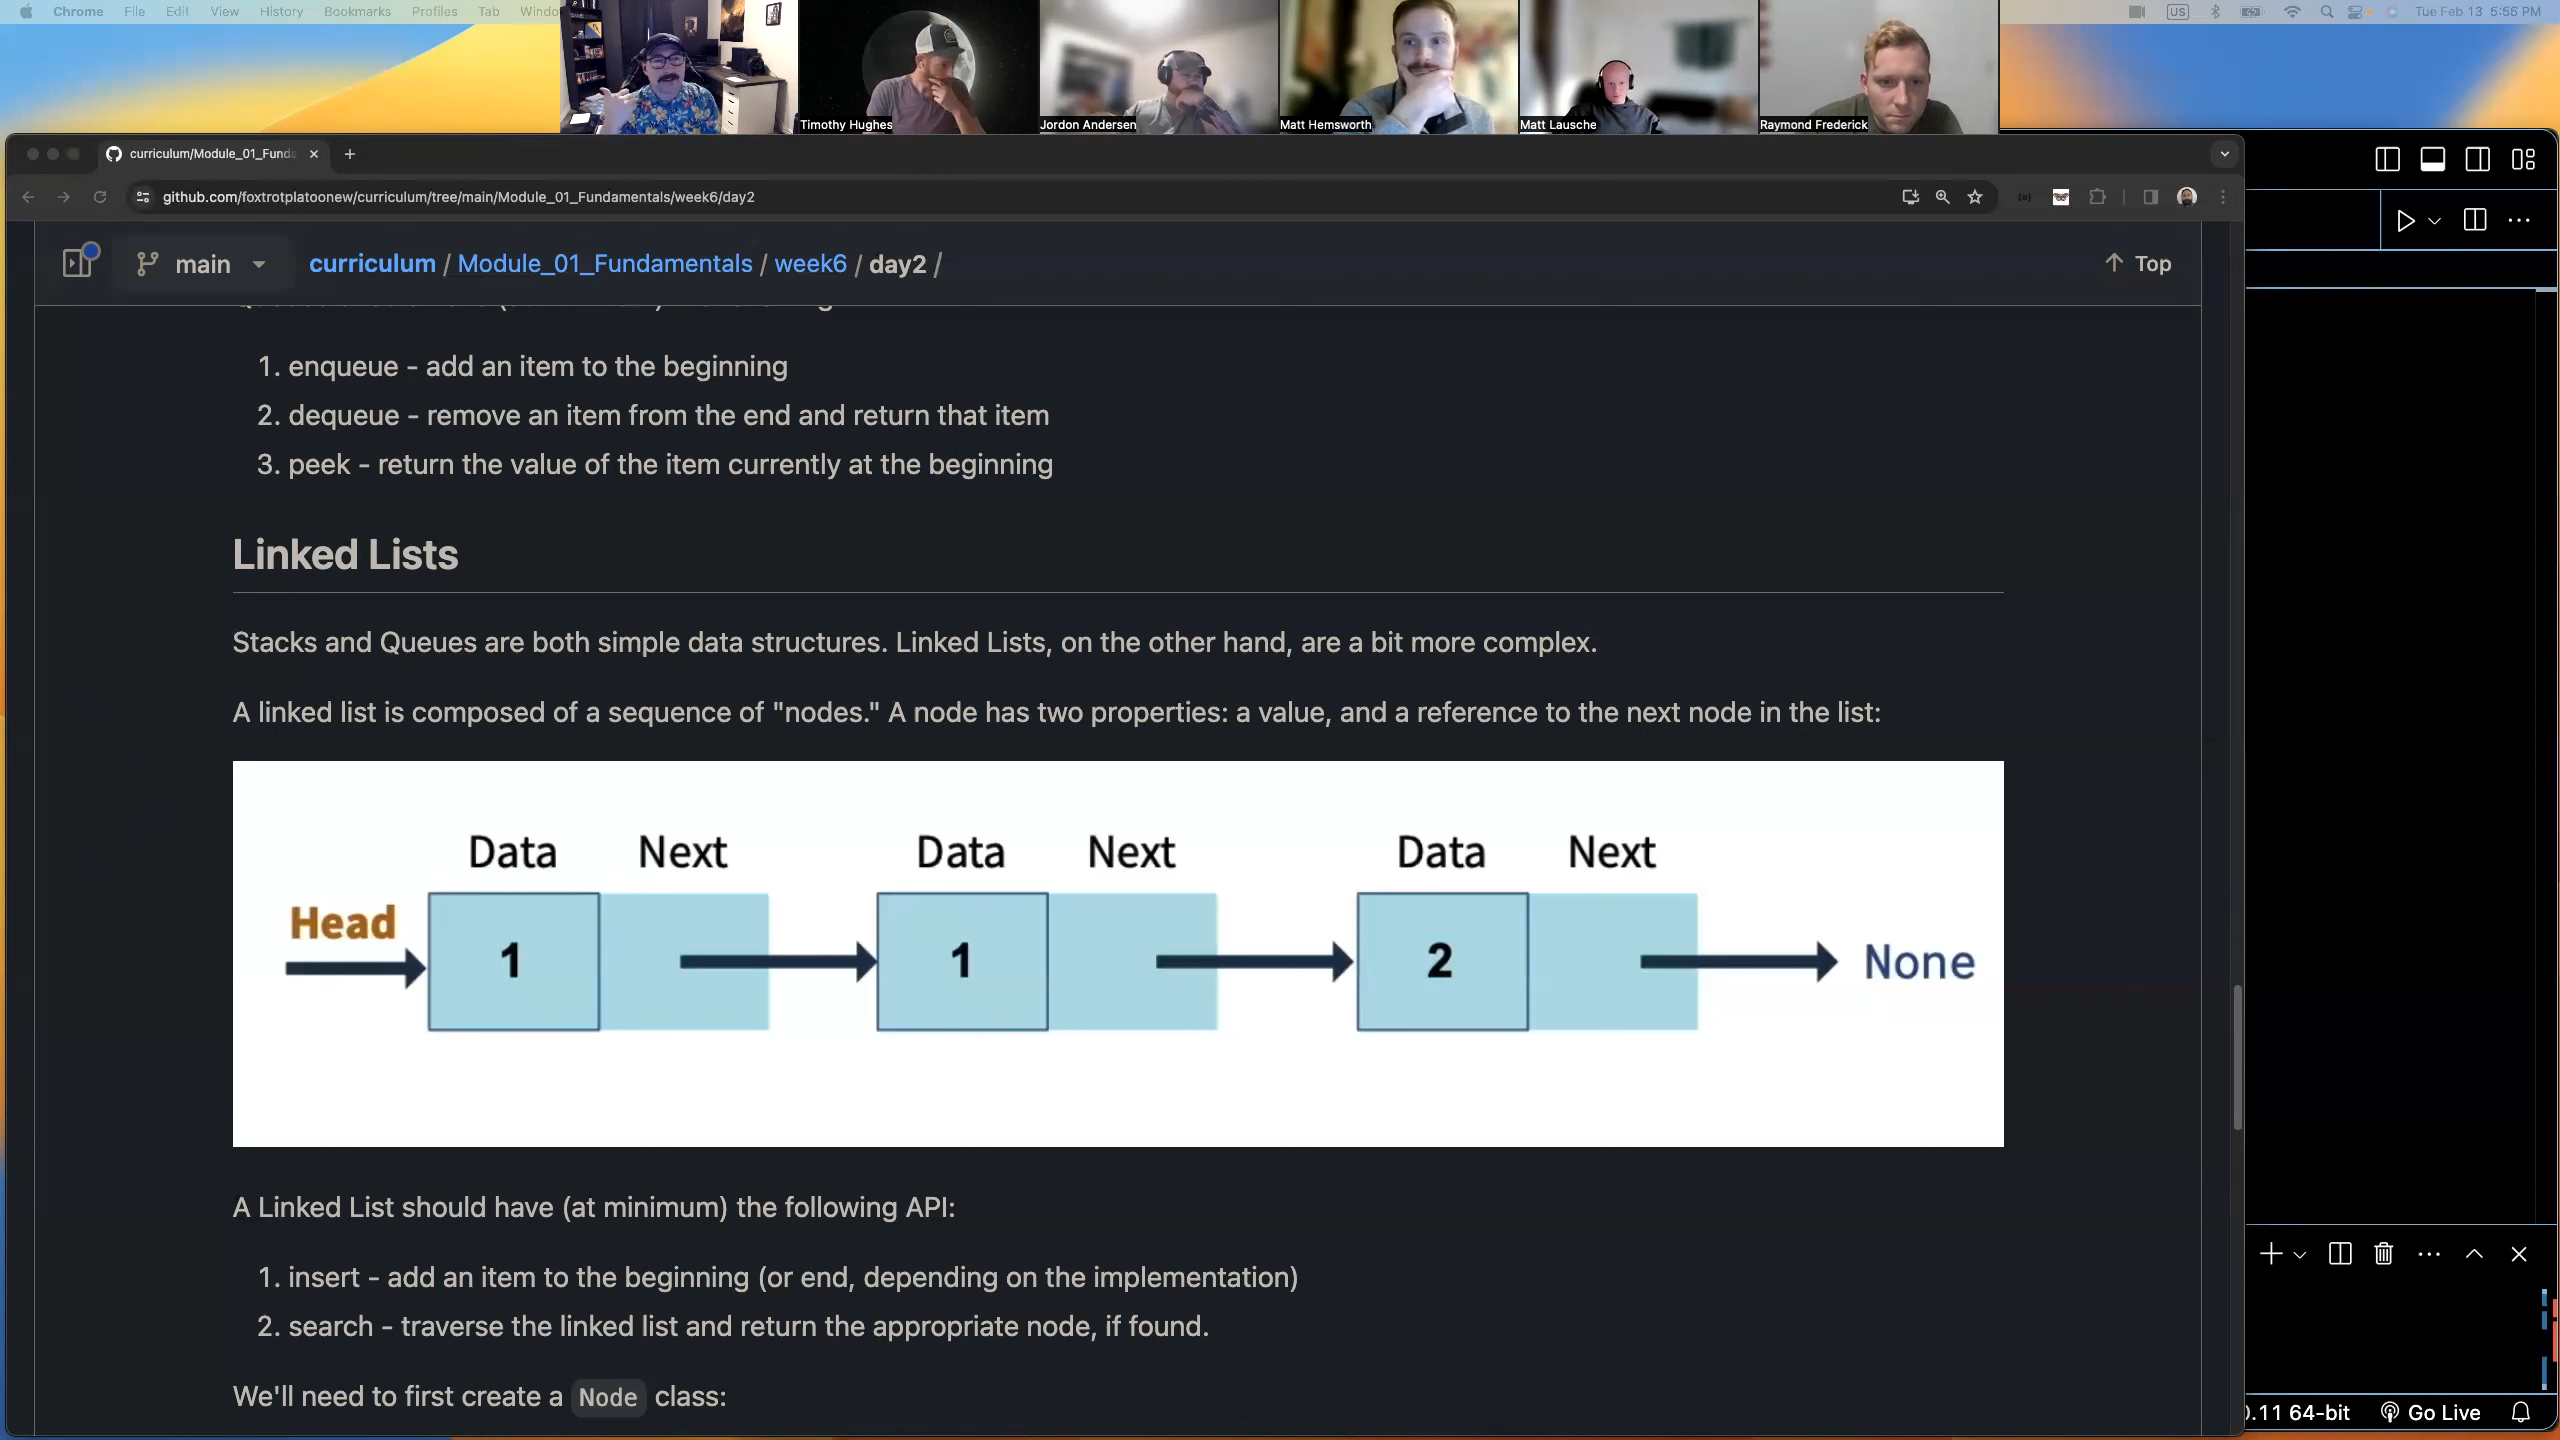 Chrome File Edit View History Bookmarks Profiles Tab
US Tue Feb 13 5:56 PM
Timothy Hughes
Jordon Andersen
Matt Hemsworth
Matt Lausche
Raymond Frederick
curriculum/Module_01_Funda
github.com/foxtrotplatoonew/curriculum/tree/main/Module_01_Fundamentals/week6/day2
main curriculum / Module_01_Fundamentals / week6 / day2 / Top
1. enqueue - add an item to the beginning
2. dequeue - remove an item from the end and return that item
3. peek - return the value of the item currently at the beginning
Linked Lists
Stacks and Queues are both simple data structures. Linked Lists, on the other hand, are a bit more complex.
A linked list is composed of a sequence of "nodes." A node has two properties: a value, and a reference to the next node in the list:
Data Next Data Next Data Next
Head 1 1 2 None
A Linked List should have (at minimum) the following API:
1. insert - add an item to the beginning (or end, depending on the implementation)
2. search - traverse the linked list and return the appropriate node, if found.
We'll need to first create a Node class:
.11 64-bit Go Live